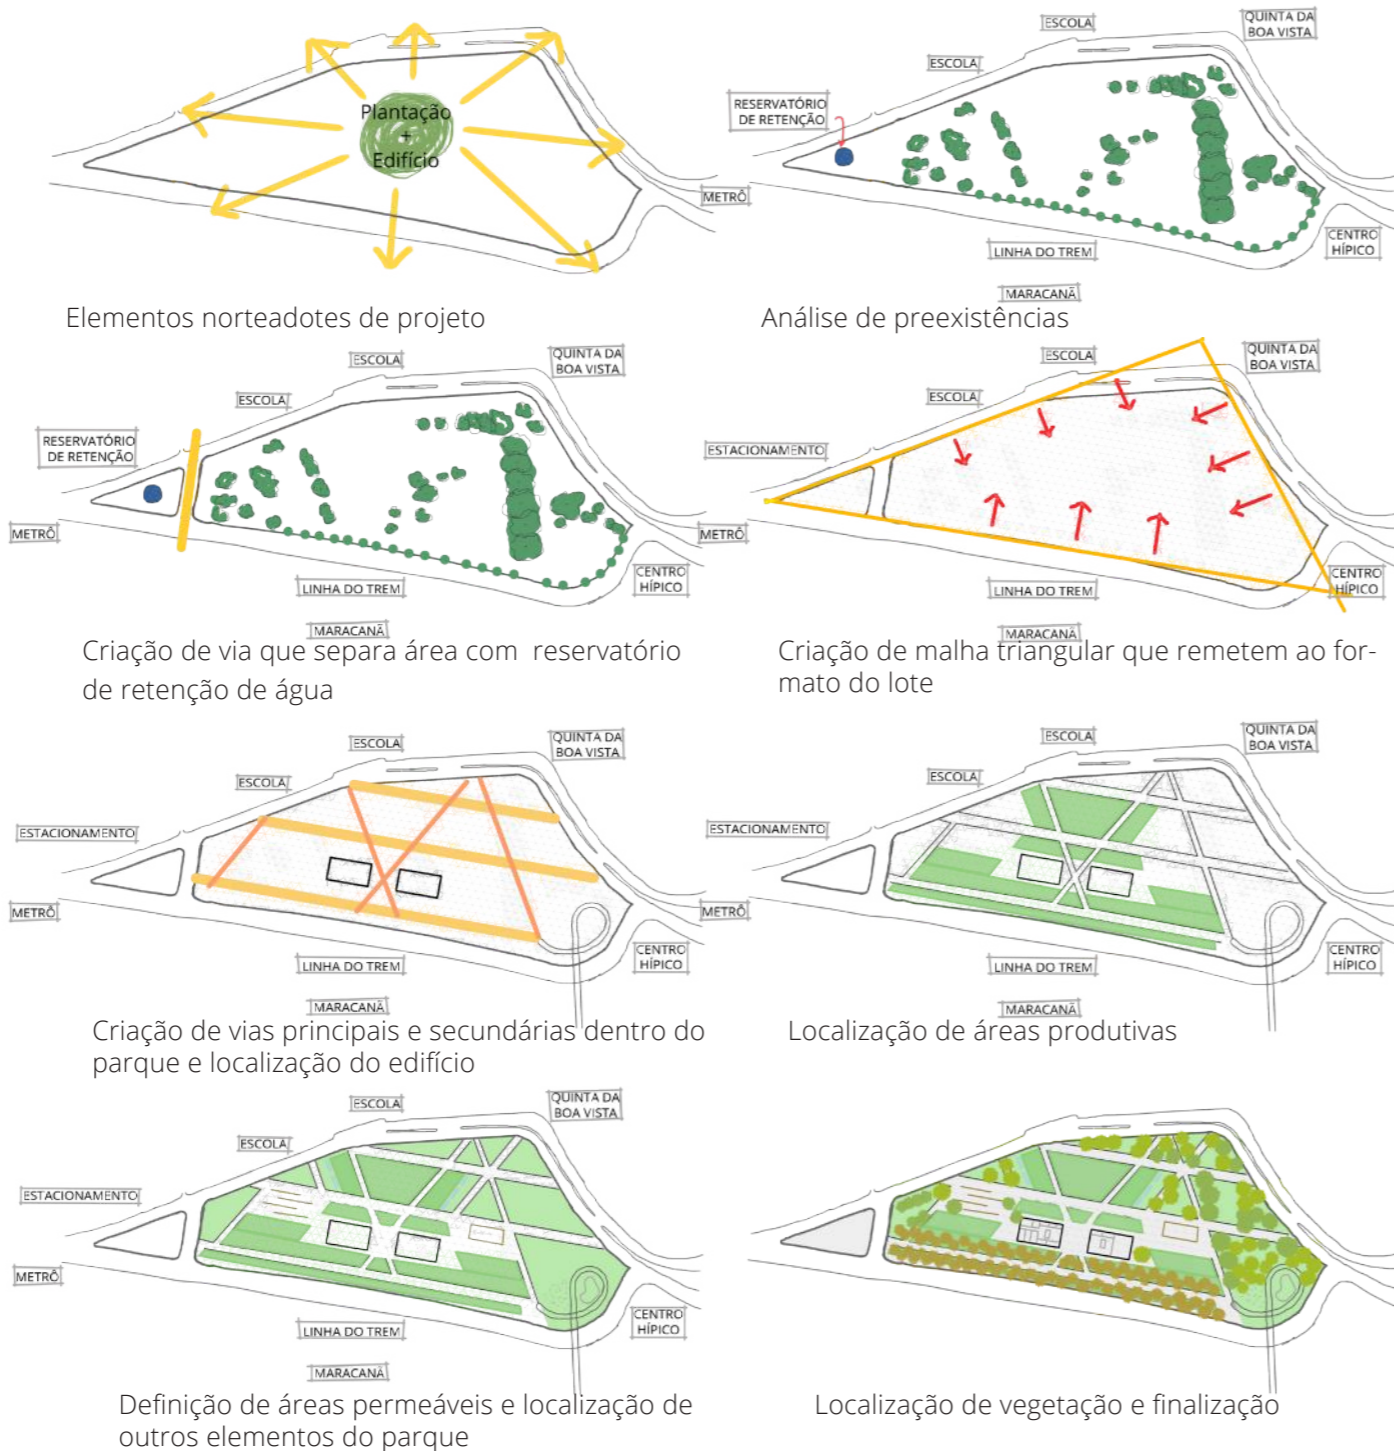 Plantação
+
Edifício
METRÔ
Elementos norteadotes de projeto
ESCOLA
QUINTA DA
BOA VISTA
ESCOLA
RESERVATÓRIO
DE RETENÇÃO
CENTRO
HÍPICO
LINHA DO TREM
MARACANÃ
Análise de preexistências
ESCOLA
QUINTA DA
BOA VISTA
ESCOLA
RESERVATÓRIO
DE RETENÇÃO
METRÔ
CENTRO
HÍPICO
LINHA DO TREM
MARACANÃ
Criação de via que separa área com reservatório
de retenção de água
ESCOLA
QUINTA DA
BOA VISTA
ESCOLA
ESTACIONAMENTO
METRÔ
CENTRO
HÍPICO
LINHA DO TREM
MARACANÃ
Criação de malha triangular que remetem ao for-
mato do lote
ESCOLA
QUINTA DA
BOA VISTA
ESCOLA
ESTACIONAMENTO
METRÔ
CENTRO
HÍPICO
LINHA DO TREM
MARACANÃ
Criação de vias principais e secundárias dentro do
parque e localização do edifício
ESCOLA
QUINTA DA
BOA VISTA
ESCOLA
ESTACIONAMENTO
METRÔ
CENTRO
HÍPICO
LINHA DO TREM
MARACANÃ
Localização de áreas produtivas
ESCOLA
QUINTA DA
BOA VISTA
ESCOLA
ESTACIONAMENTO
METRÔ
CENTRO
HÍPICO
LINHA DO TREM
MARACANÃ
Definição de áreas permeáveis e localização de
outros elementos do parque
Localização de vegetação e finalização